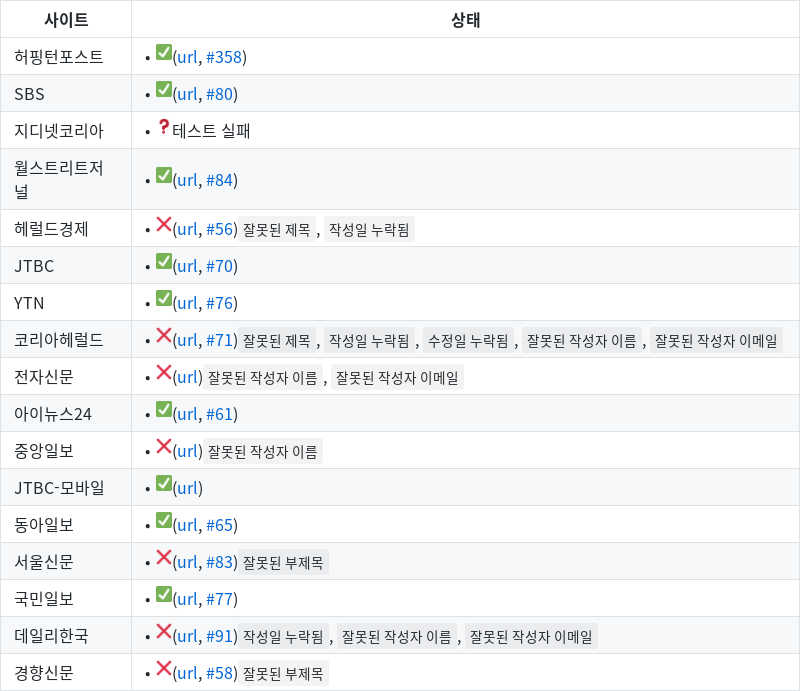 사이트 상태
허핑턴포스트 • ✅(url, #358)
SBS • ✅(url, #80)
지디넷코리아 • ❓테스트 실패
월스트리트저
널 • ✅(url, #84)
헤럴드경제 • ❌(url, #56) 잘못된 제목 , 작성일 누락됨
JTBC • ✅(url, #70)
YTN • ✅(url, #76)
코리아헤럴드 • ❌(url, #71) 잘못된 제목 , 작성일 누락됨 , 수정일 누락됨 , 잘못된 작성자 이름 , 잘못된 작성자 이메일
전자신문 • ❌(url) 잘못된 작성자 이름 , 잘못된 작성자 이메일
아이뉴스24 • ✅(url, #61)
중앙일보 • ❌(url) 잘못된 작성자 이름
JTBC-모바일 • ✅(url)
동아일보 • ✅(url, #65)
서울신문 • ❌(url, #83) 잘못된 부제목
국민일보 • ✅(url, #77)
데일리한국 • ❌(url, #91) 작성일 누락됨 , 잘못된 작성자 이름 , 잘못된 작성자 이메일
경향신문 • ❌(url, #58) 잘못된 부제목